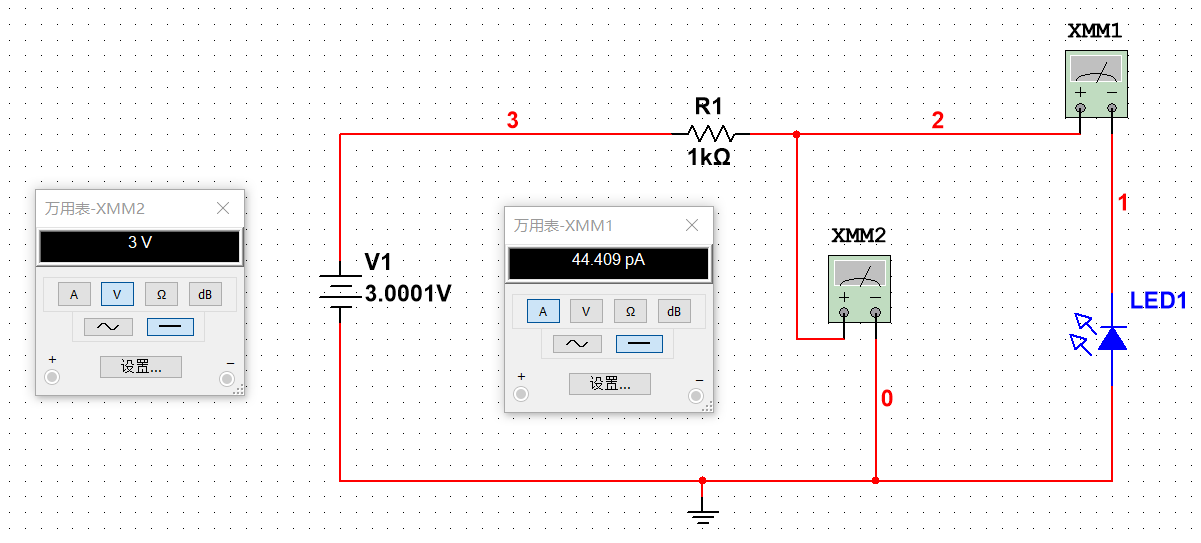 XMM1
R1
3
2
1kΩ
万用表-XMM2
3 V
A V Ω dB
设置...
+
−
万用表-XMM1
44.409 pA
A V Ω dB
设置...
+
−
V1
3.0001V
XMM2
+ −
+ −
1
LED1
0